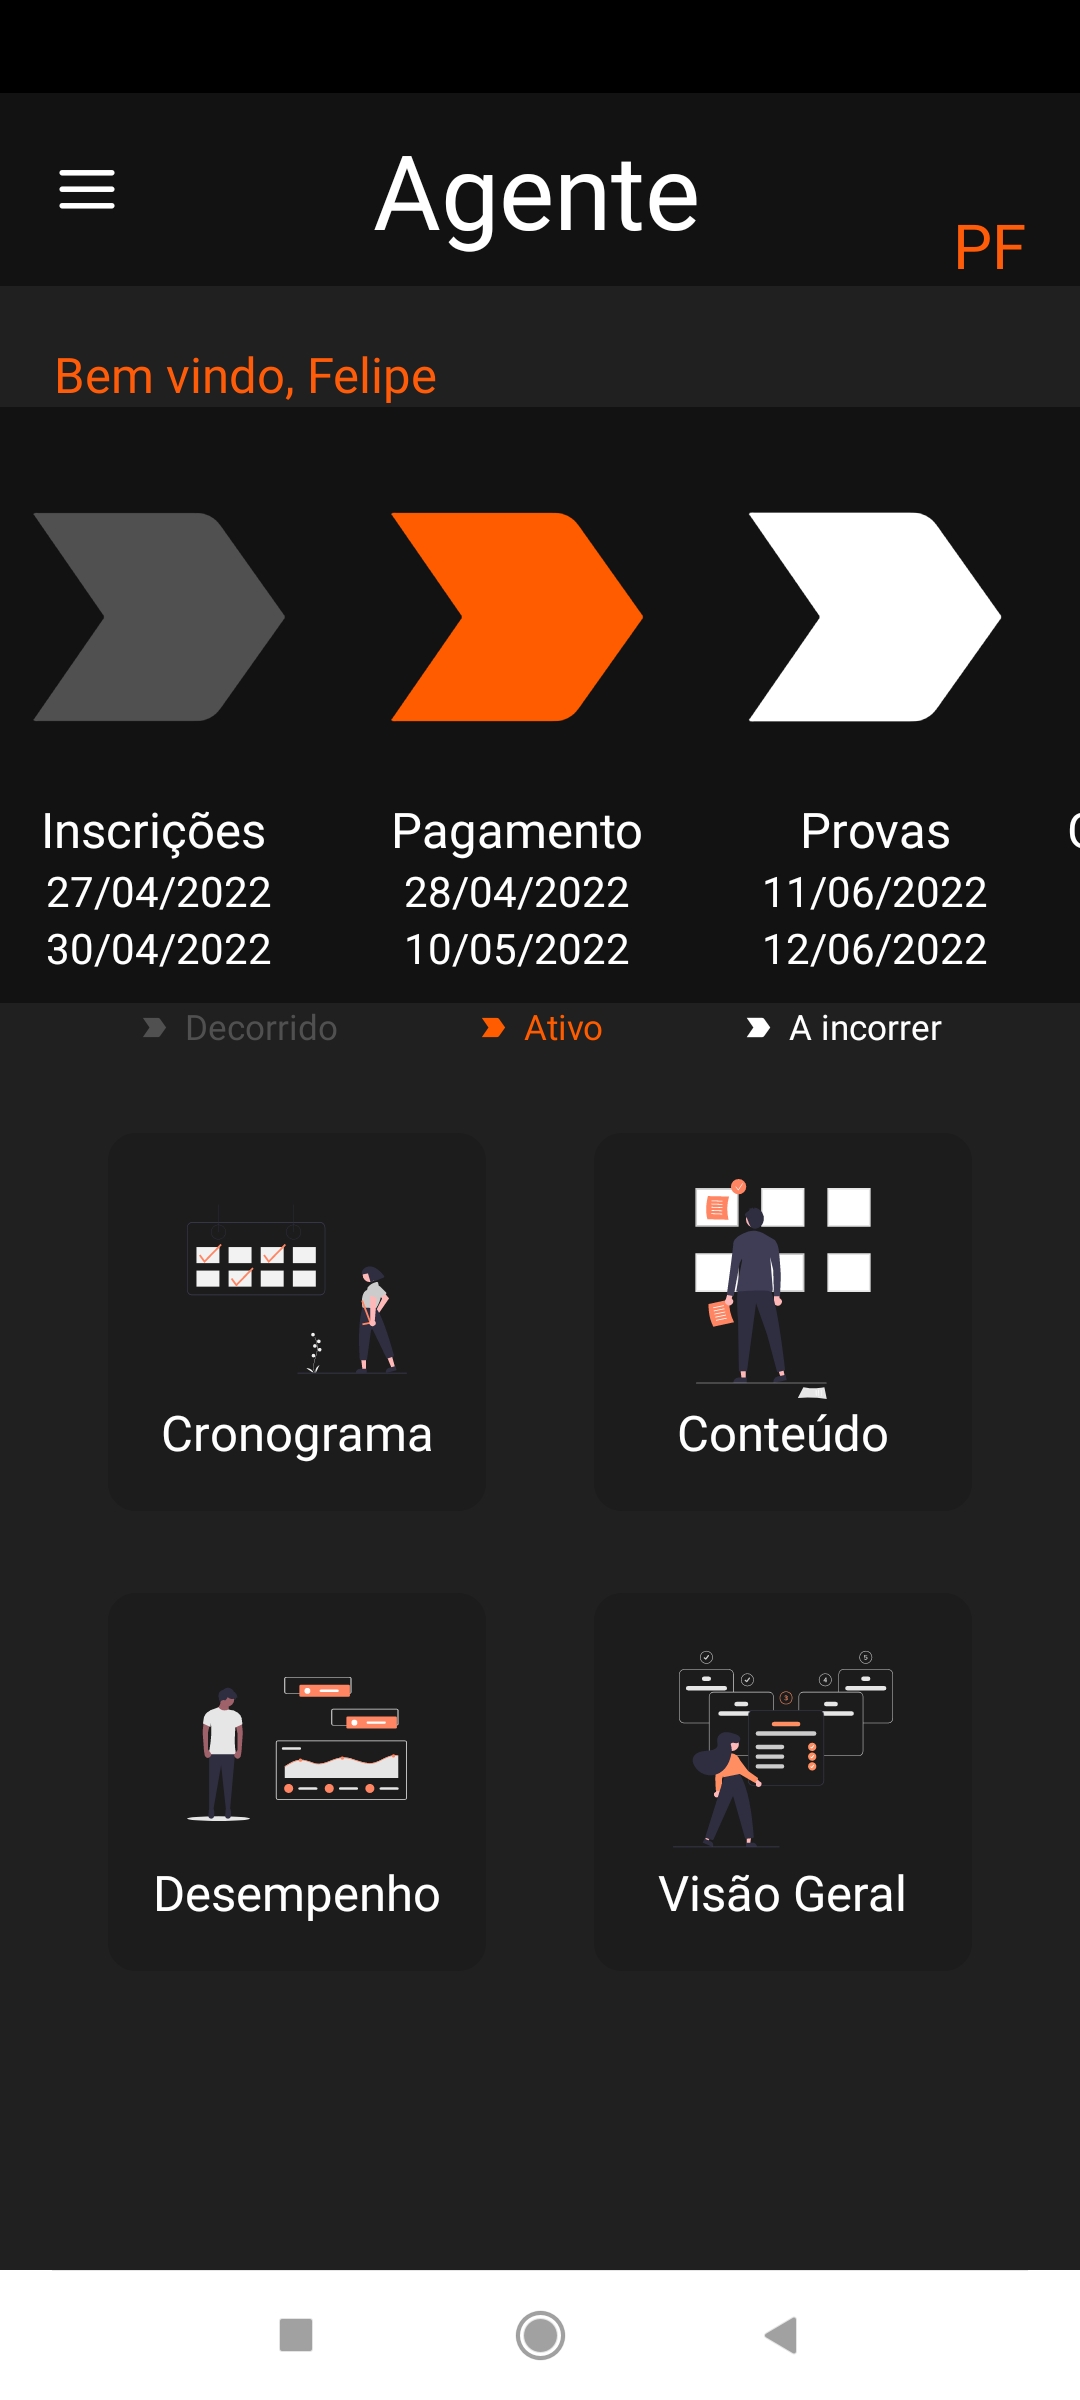 Agente
PF
Bem vindo, Felipe
Inscrições
27/04/2022
30/04/2022
Pagamento
28/04/2022
10/05/2022
Provas
11/06/2022
12/06/2022
Decorrido
Ativo
A incorrer
Cronograma
Conteúdo
Desempenho
Visão Geral